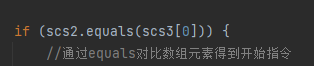 if (scs2.equals(scs3[0])) {
//通过equals对比数组元素得到开始指令